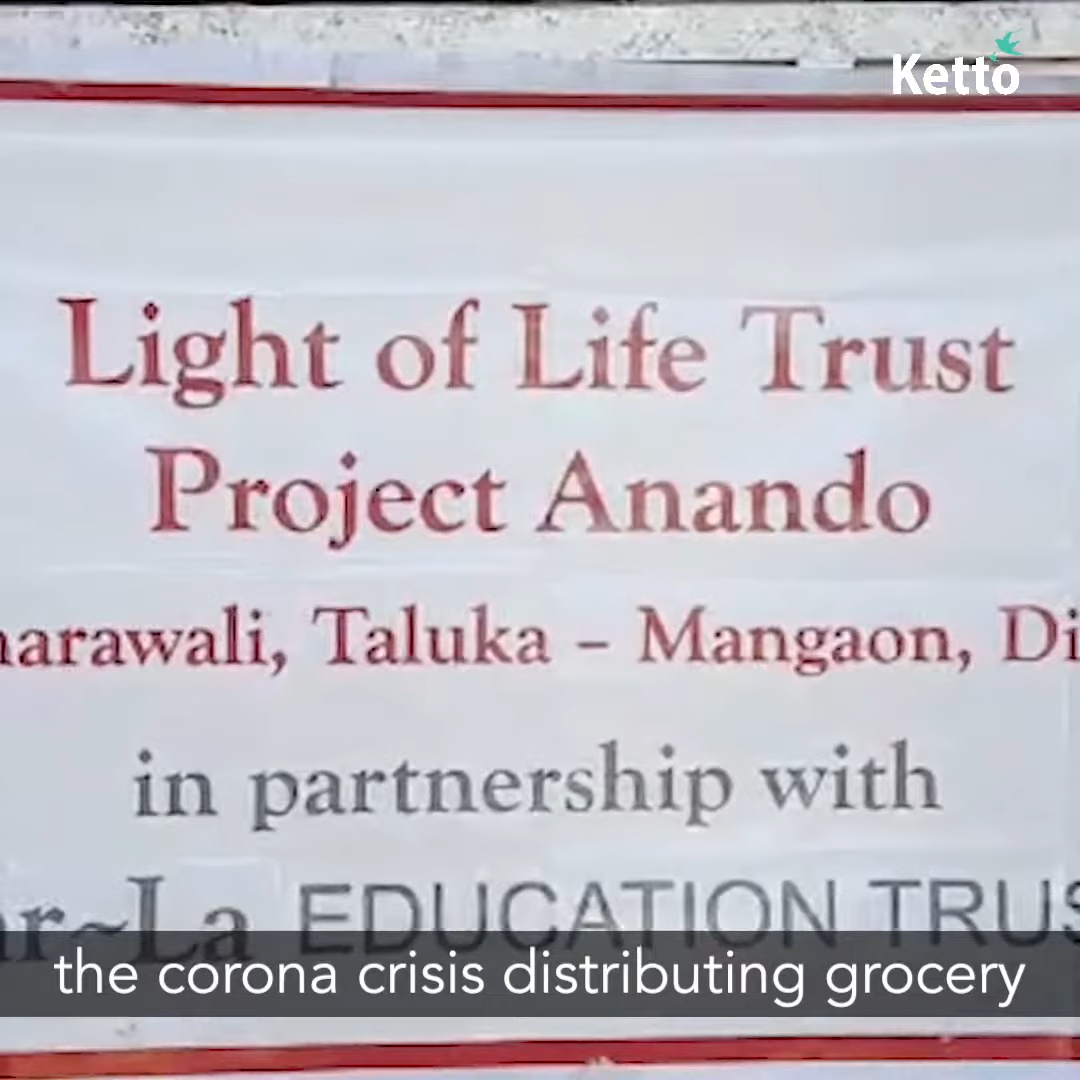 Ketto
Light of Life Trust
Project Anando
Taluka – Mangaon,
in partnership with
EDUCATION
the corona crisis distributing grocery